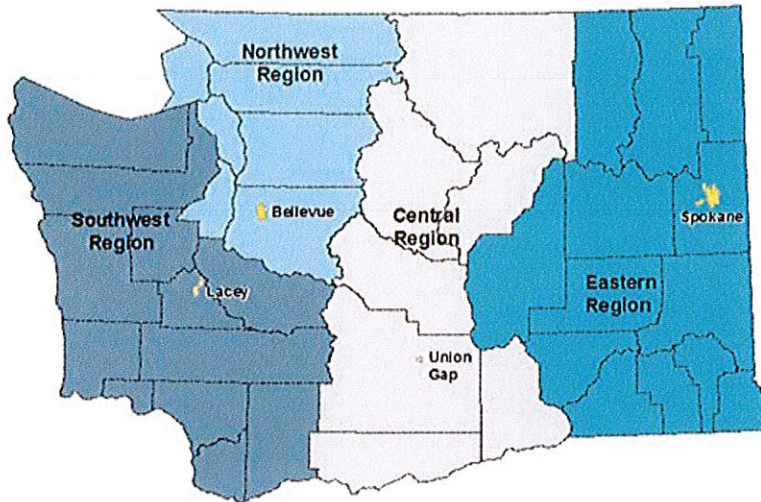 Northwest
Region
Southwest
Region
Bellevue
Central
Region
Spokane
Lacey
Eastern
Region
Union
Gap